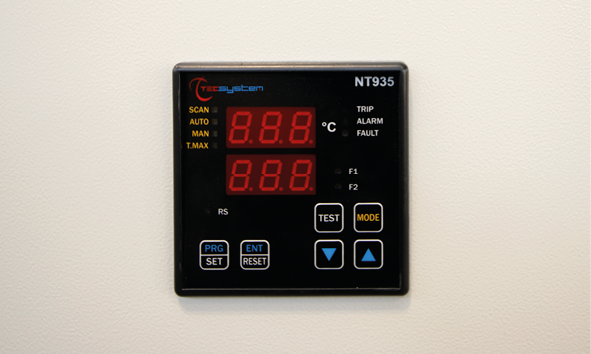 TECSYSTEM
NT935
SCAN
AUTO
MAN
T.MAX
8.8.8
°C
TRIP
ALARM
FAULT
8.8.8
F1
F2
RS
TEST
MODE
PRG
SET
ENT
RESET